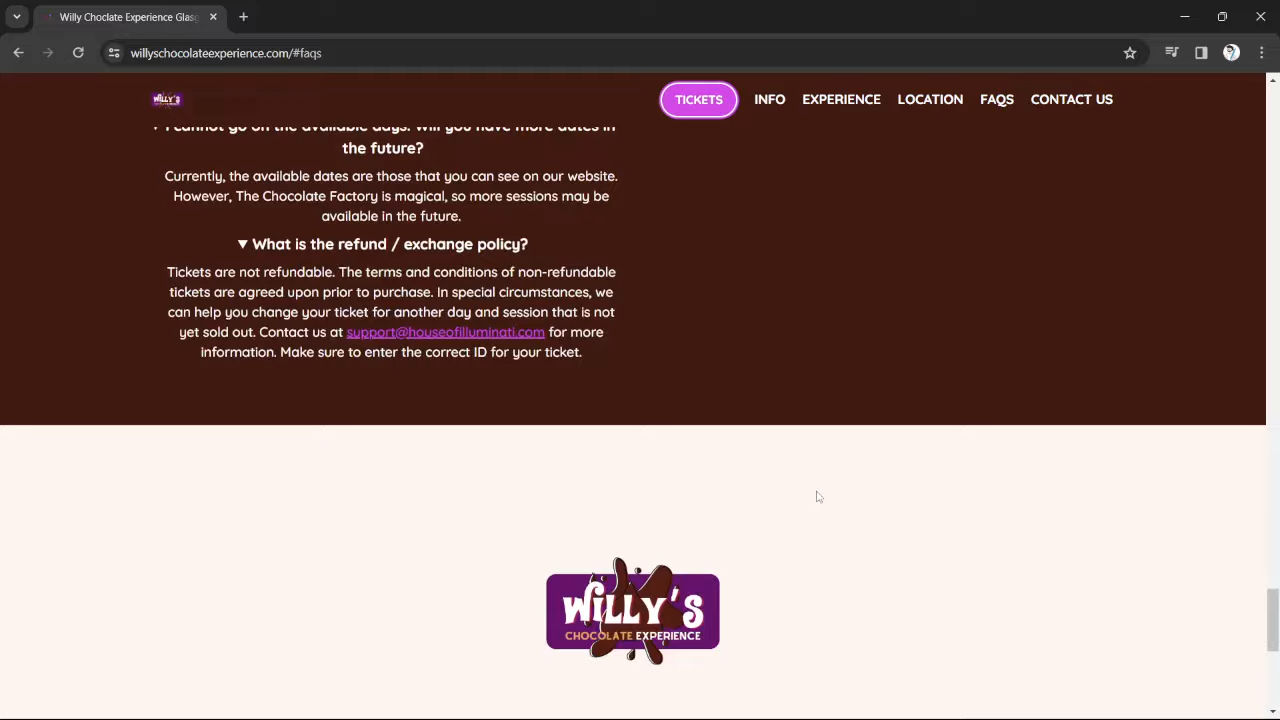 Willy Choclate Experience Glasg
willyschocolateexperience.com/#faqs
WILLY'S
TICKETS INFO EXPERIENCE LOCATION FAQS CONTACT US
I cannot go on the available days. Will you have more dates in
the future?
Currently, the available dates are those that you can see on our website.
However, The Chocolate Factory is magical, so more sessions may be
available in the future.
▼ What is the refund / exchange policy?
Tickets are not refundable. The terms and conditions of non-refundable
tickets are agreed upon prior to purchase. In special circumstances, we
can help you change your ticket for another day and session that is not
yet sold out. Contact us at support@houseofilluminati.com for more
information. Make sure to enter the correct ID for your ticket.
WILLY'S
CHOCOLATE EXPERIENCE